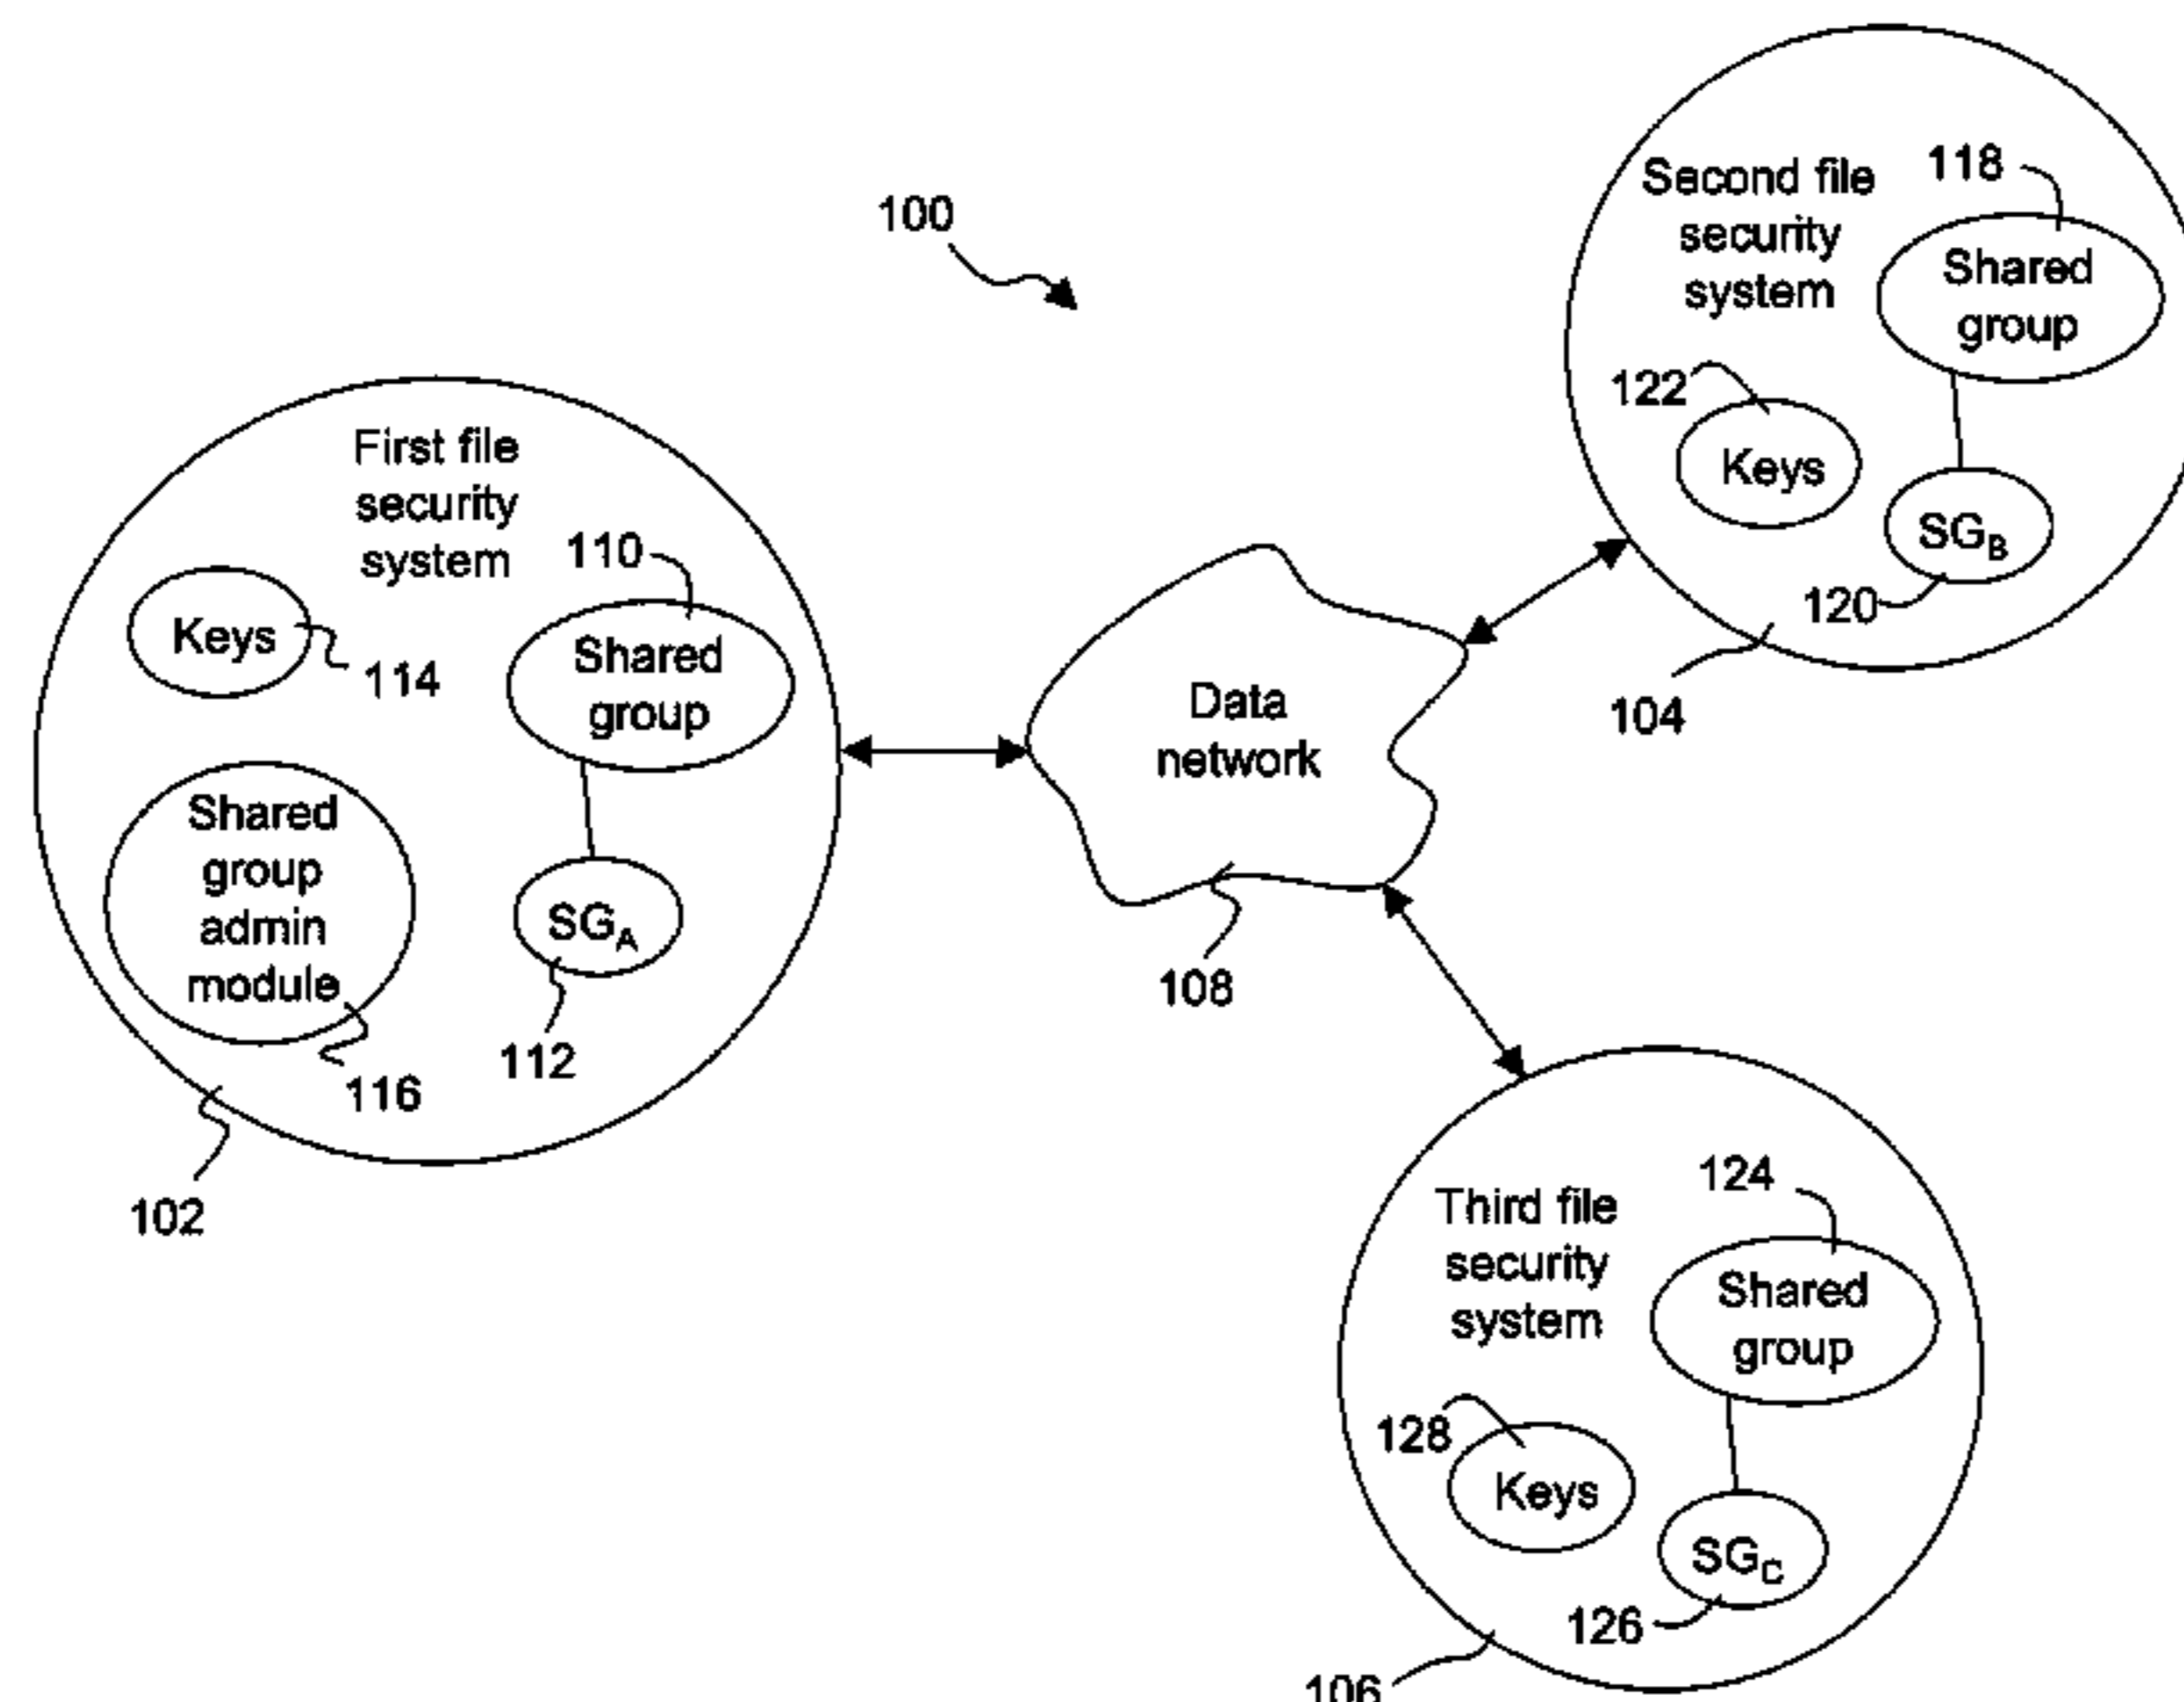 100
First file
security
system
Keys
114
110
Shared
group
Shared
group
admin
module
116
SGA
112
102
Data
network
108
Second file
security
system
118
Shared
group
122
Keys
SGB
120
104
Third file
security
system
124
Shared
group
128
Keys
SGC
126
106